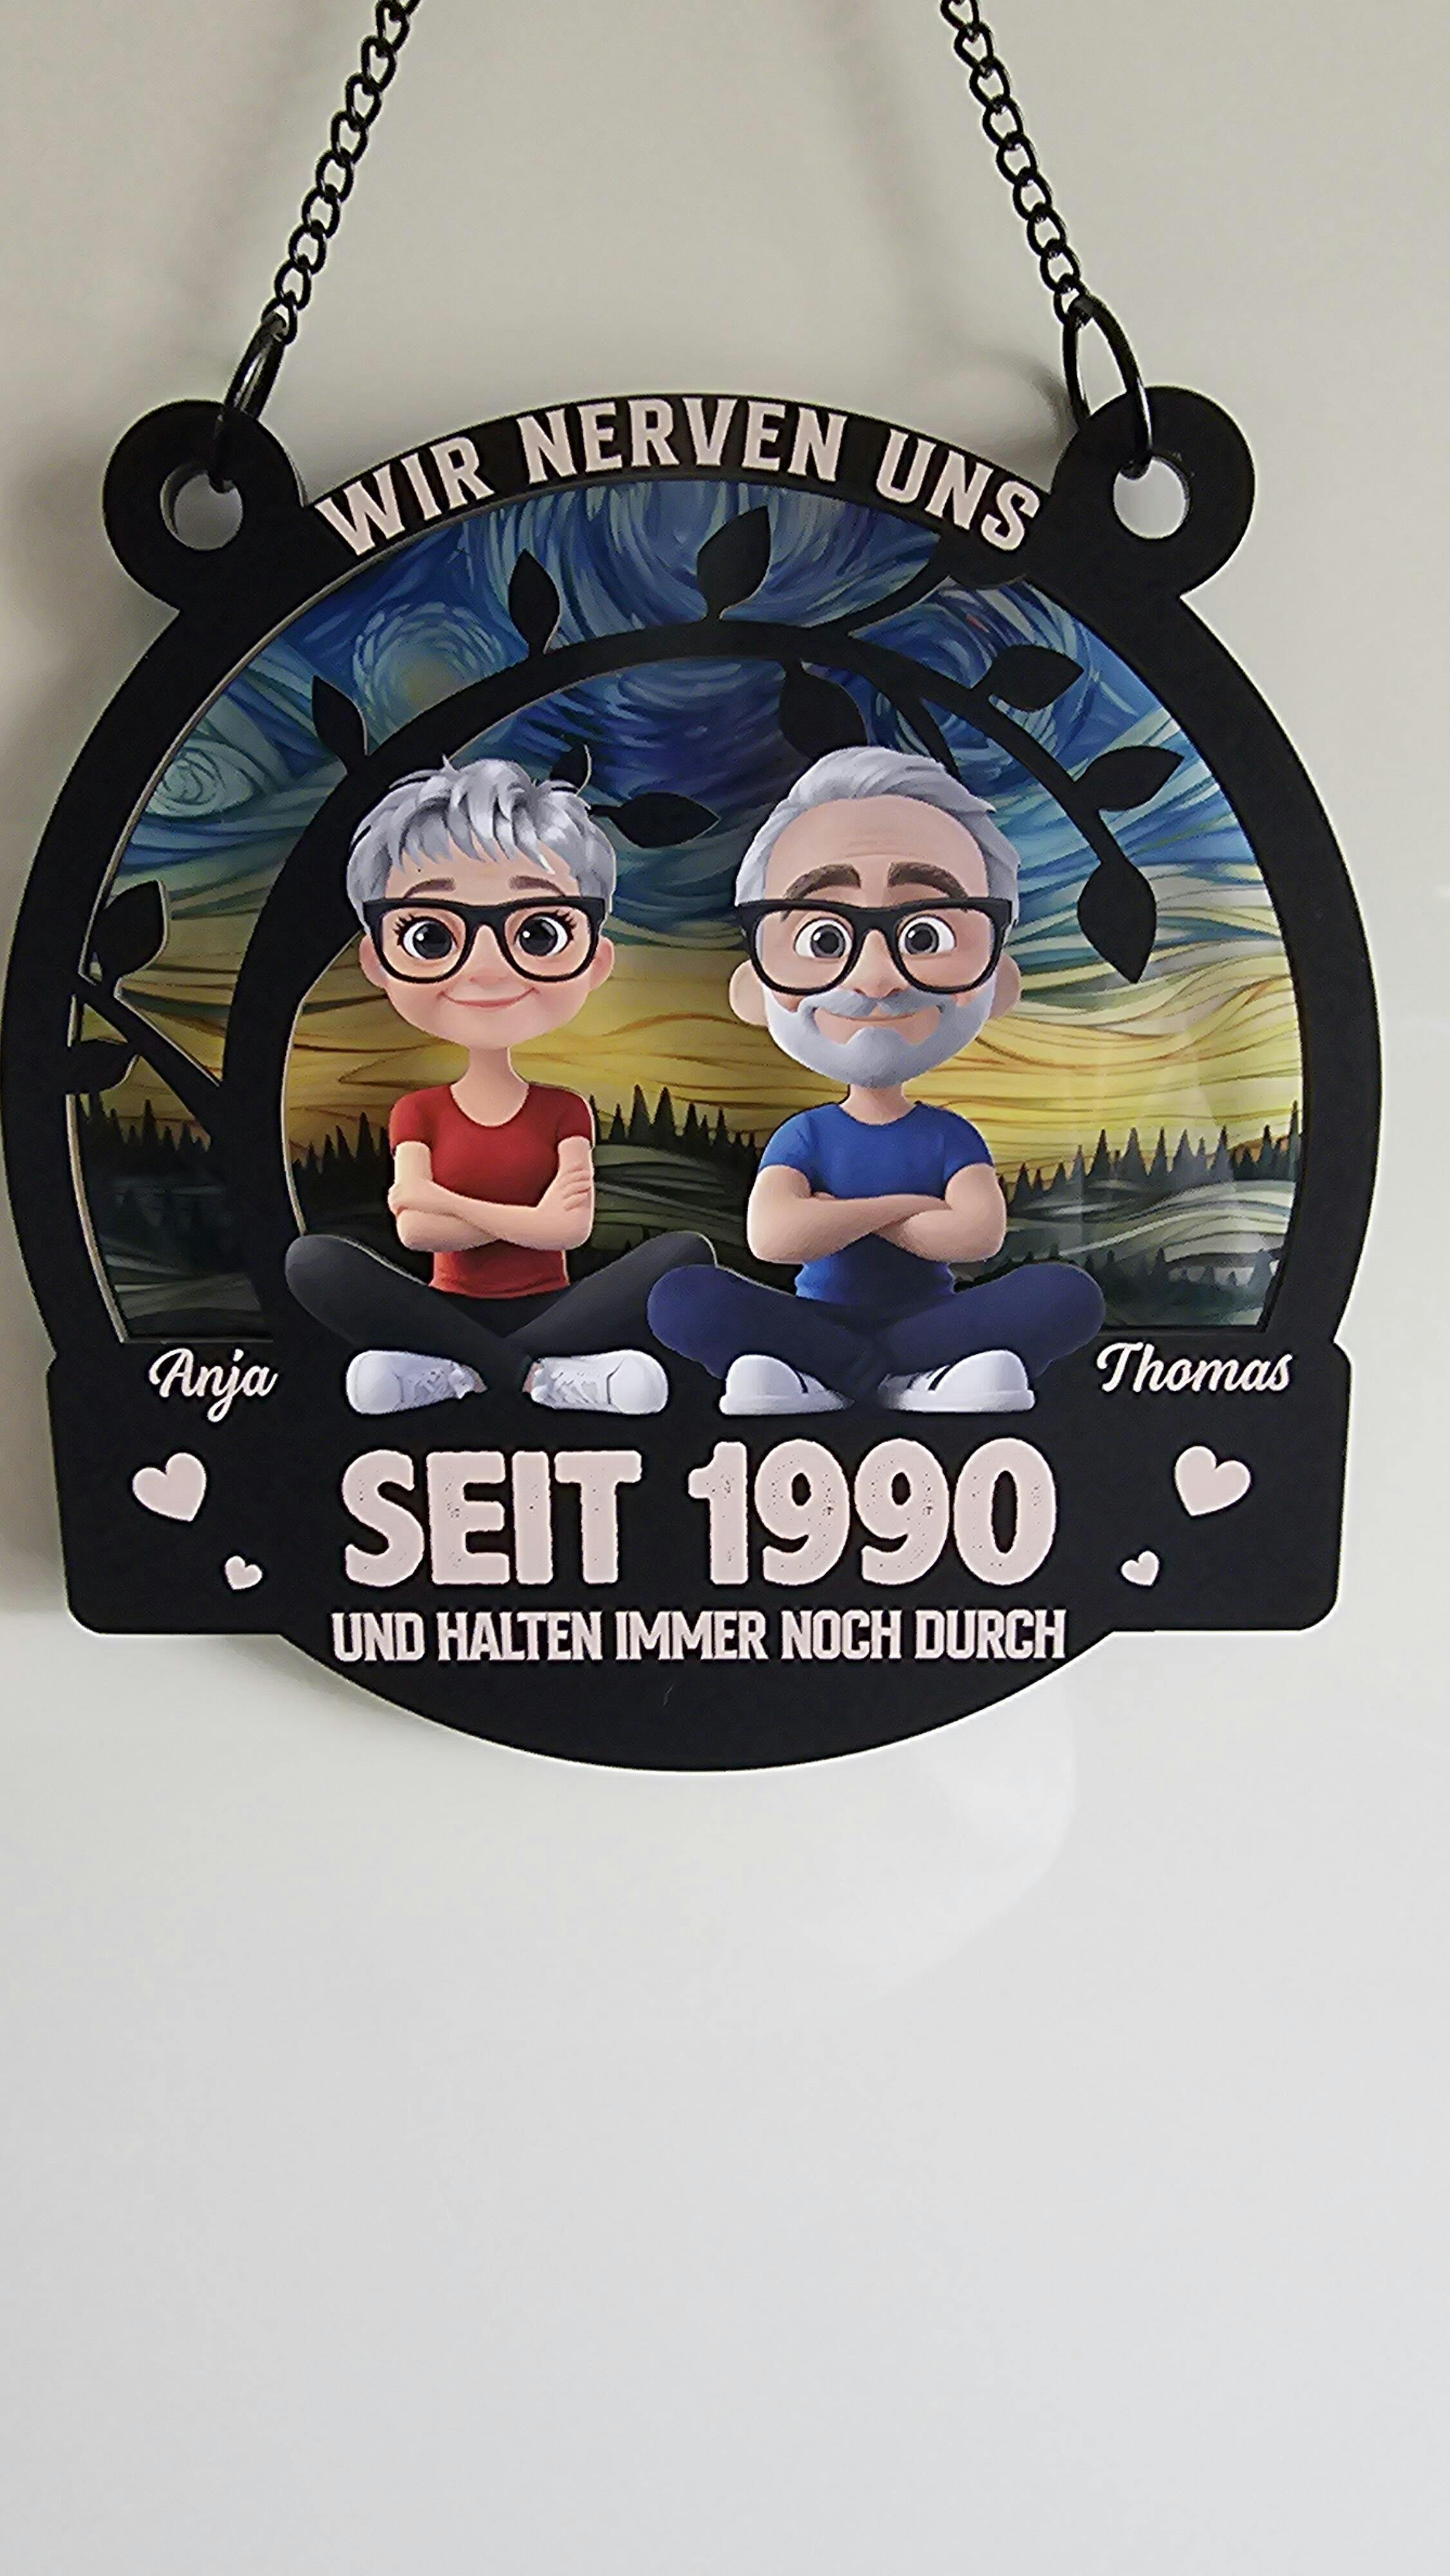 WIR NERVEN UNS
Anja
Thomas
SEIT 1990
UND HALTEN IMMER NOCH DURCH